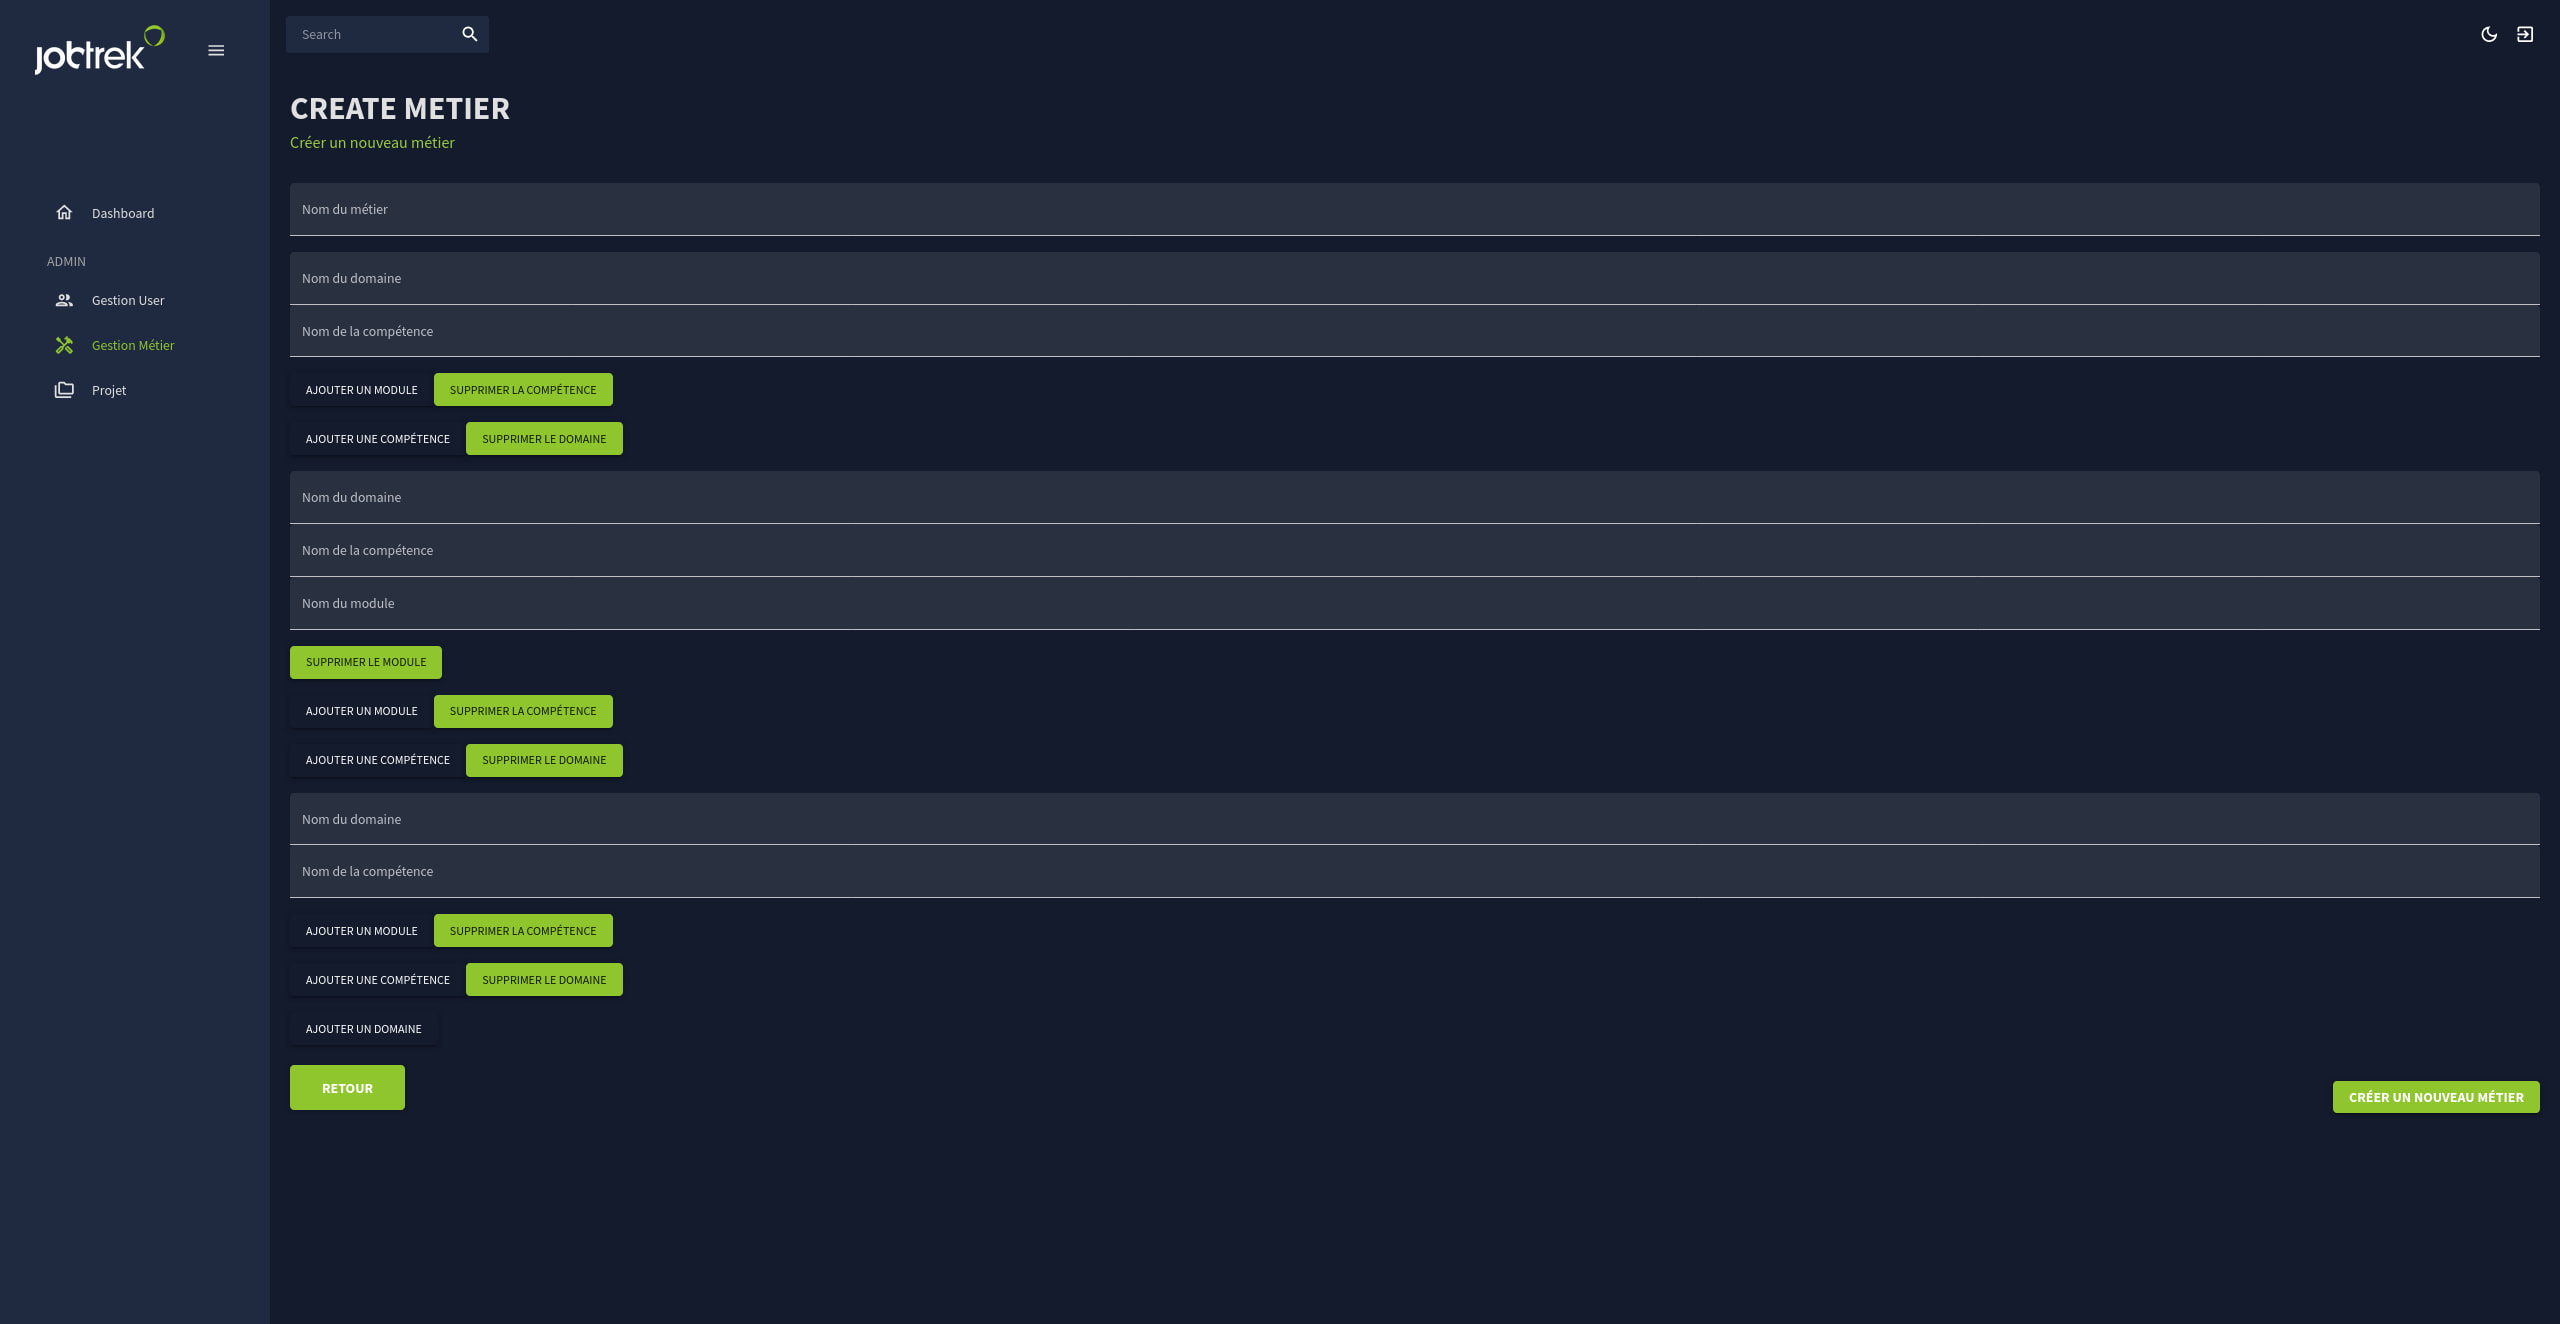 jobtrek
Search
CREATE METIER
Créer un nouveau métier
Dashboard
ADMIN
Gestion User
Gestion Métier
Projet
Nom du métier
Nom du domaine
Nom de la compétence
AJOUTER UN MODULE SUPPRIMER LA COMPÉTENCE
AJOUTER UNE COMPÉTENCE SUPPRIMER LE DOMAINE
Nom du domaine
Nom de la compétence
Nom du module
SUPPRIMER LE MODULE
AJOUTER UN MODULE SUPPRIMER LA COMPÉTENCE
AJOUTER UNE COMPÉTENCE SUPPRIMER LE DOMAINE
Nom du domaine
Nom de la compétence
AJOUTER UN MODULE SUPPRIMER LA COMPÉTENCE
AJOUTER UNE COMPÉTENCE SUPPRIMER LE DOMAINE
AJOUTER UN DOMAINE
RETOUR
CRÉER UN NOUVEAU MÉTIER